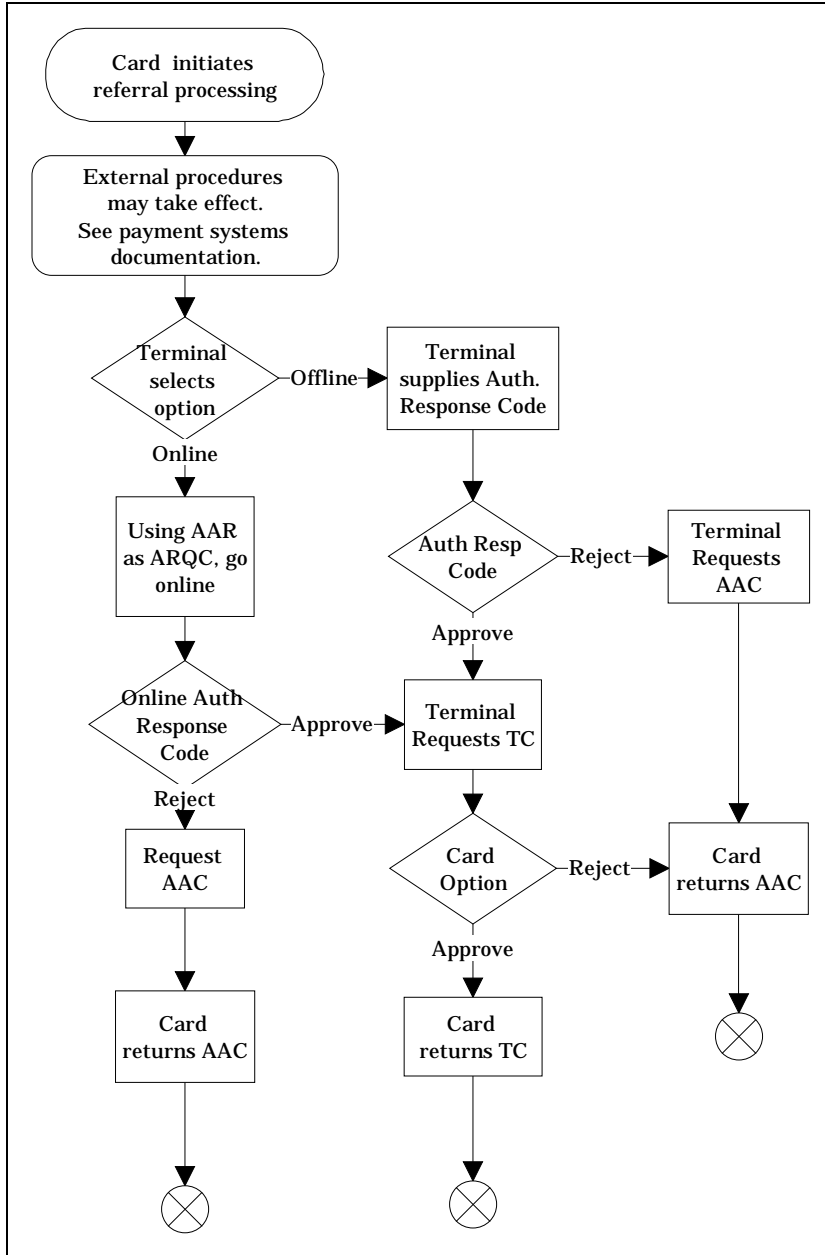 Card initiates
referral processing
External procedures
may take effect.
See payment systems
documentation.
Terminal
selects
option
Offline
Terminal
supplies Auth.
Response Code
Online
Using AAR
as ARQC, go
online
Auth Resp
Code
Reject
Terminal
Requests
AAC
Approve
Online Auth
Response
Code
Approve
Terminal
Requests TC
Reject
Request
AAC
Card
Option
Reject
Card
returns AAC
Approve
Card
returns AAC
Card
returns TC